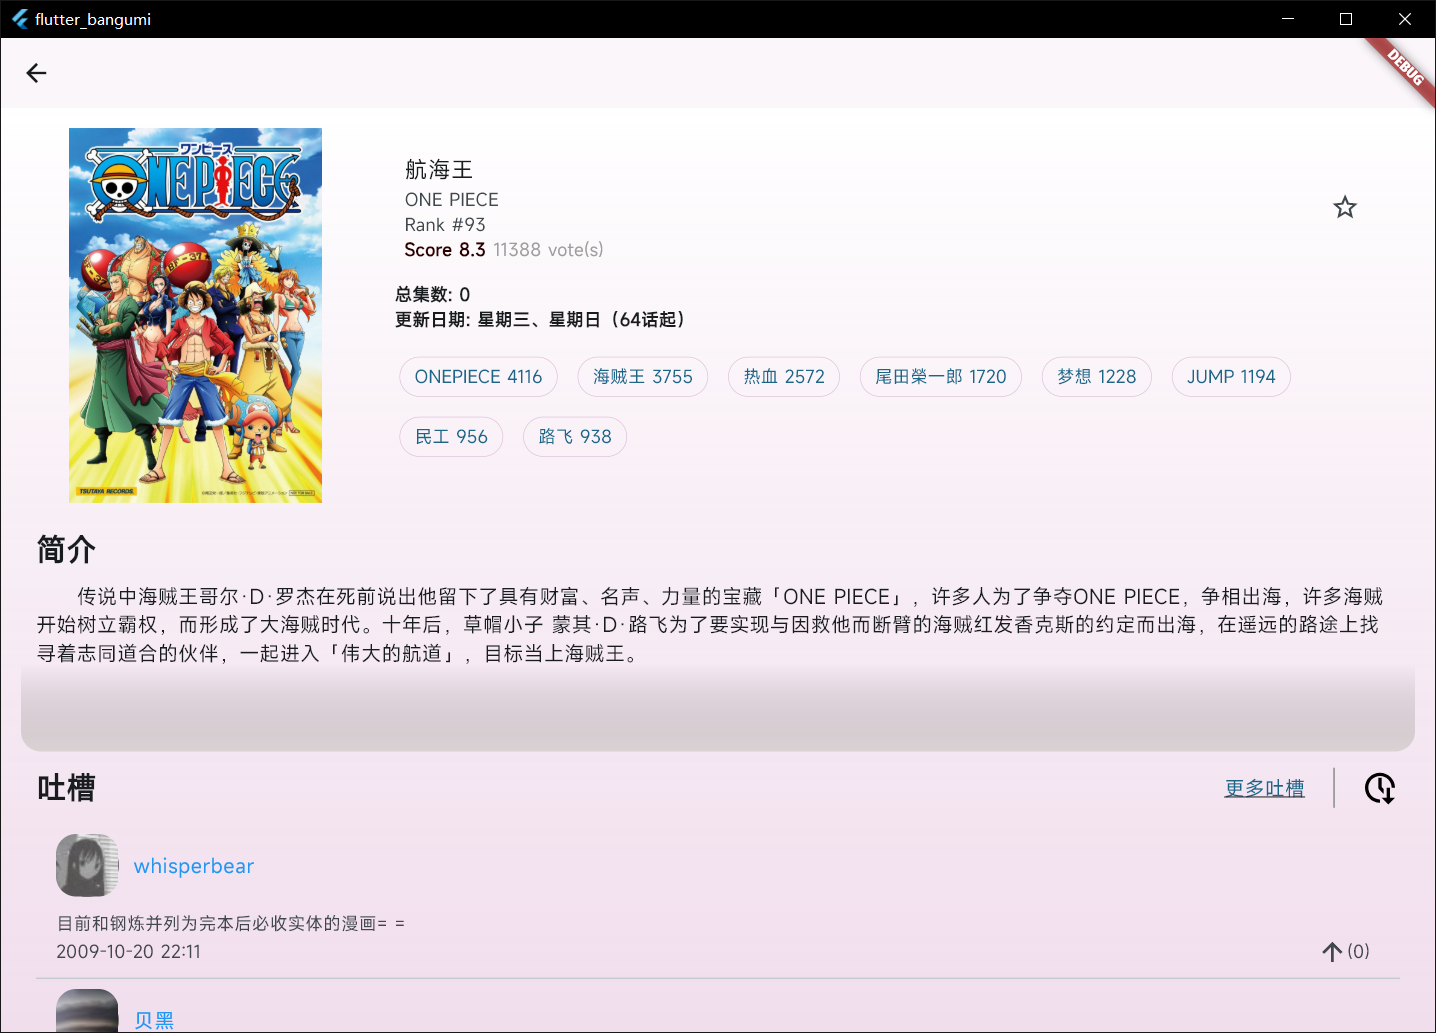 flutter_bangumi
DEBUG
ワンピース
ONE PIECE
BF-37
TSUTAYA RECORDS
航海王
ONE PIECE
Rank #93
Score 8.3 11388 vote(s)
总集数: 0
更新日期: 星期三、星期日（64话起）
ONEPIECE 4116
海贼王 3755
热血 2572
尾田榮一郎 1720
梦想 1228
JUMP 1194
民工 956
路飞 938
简介
传说中海贼王哥尔·D·罗杰在死前说出他留下了具有财富、名声、力量的宝藏「ONE PIECE」，许多人为了争夺ONE PIECE，争相出海，许多海贼
开始树立霸权，而形成了大海贼时代。十年后，草帽小子 蒙其·D·路飞为了要实现与因救他而断臂的海贼红发香克斯的约定而出海，在遥远的路途上找
寻着志同道合的伙伴，一起进入「伟大的航道」，目标当上海贼王。
吐槽
更多吐槽
whisperbear
目前和钢炼并列为完本后必收实体的漫画= =
2009-10-20 22:11
(0)
贝黑